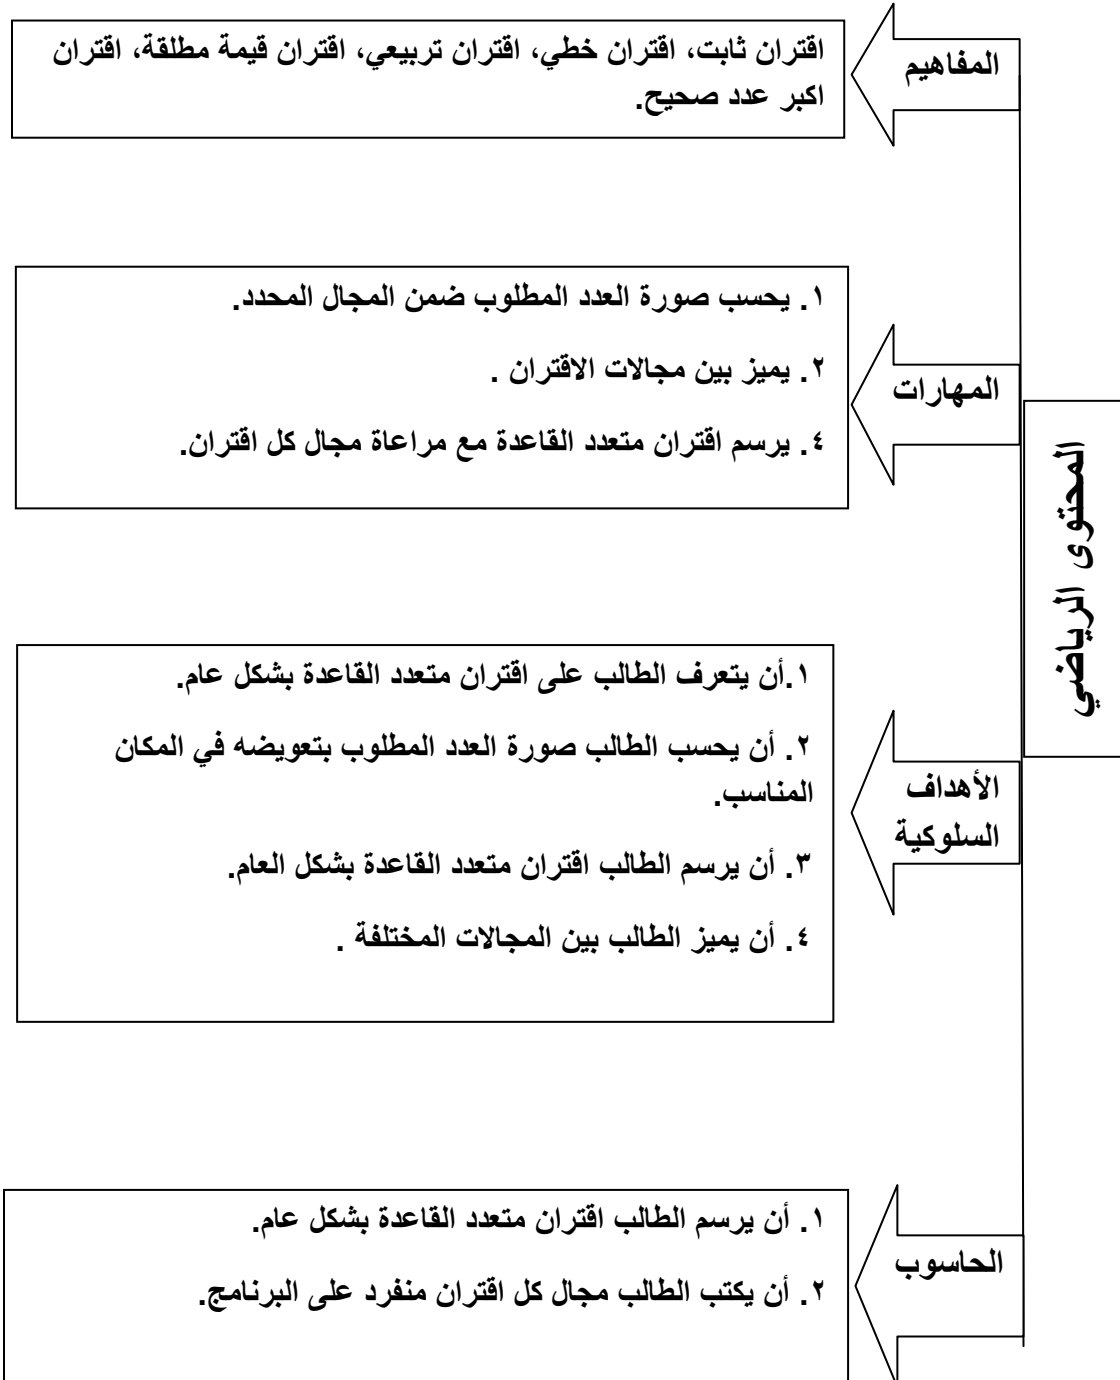 المحتوى الرياضي
المفاهيم
اقتران ثابت، اقتران خطي، اقتران تربيعي، اقتران قيمة مطلقة، اقتران
اكبر عدد صحيح.
المهارات
١. يحسب صورة العدد المطلوب ضمن المجال المحدد.
٢. يميز بين مجالات الاقتران .
٤. يرسم اقتران متعدد القاعدة مع مراعاة مجال كل اقتران.
الأهداف
السلوكية
١.أن يتعرف الطالب على اقتران متعدد القاعدة بشكل عام.
٢. أن يحسب الطالب صورة العدد المطلوب بتعويضه في المكان
المناسب.
٣. أن يرسم الطالب اقتران متعدد القاعدة بشكل العام.
٤. أن يميز الطالب بين المجالات المختلفة .
الحاسوب
١. أن يرسم الطالب اقتران متعدد القاعدة بشكل عام.
٢. أن يكتب الطالب مجال كل اقتران منفرد على البرنامج.